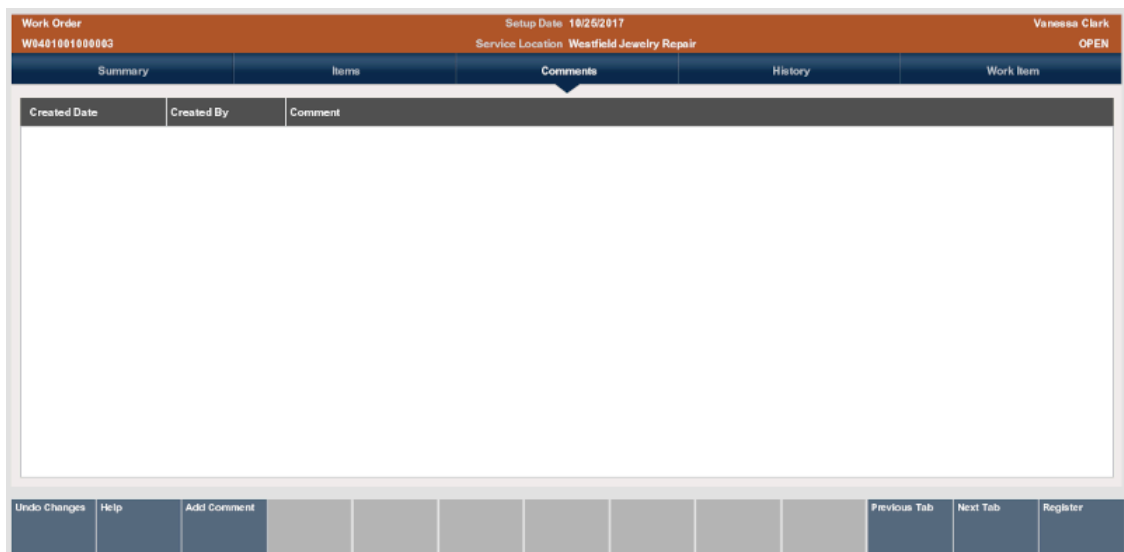 Work Order Setup Date 10/25/2017 Vanessa Clark
W0401001000003 Service Location Westfield Jewelry Repair OPEN
Summary Items Comments History Work Item
Created Date Created By Comment
Undo Changes Help Add Comment Previous Tab Next Tab Register